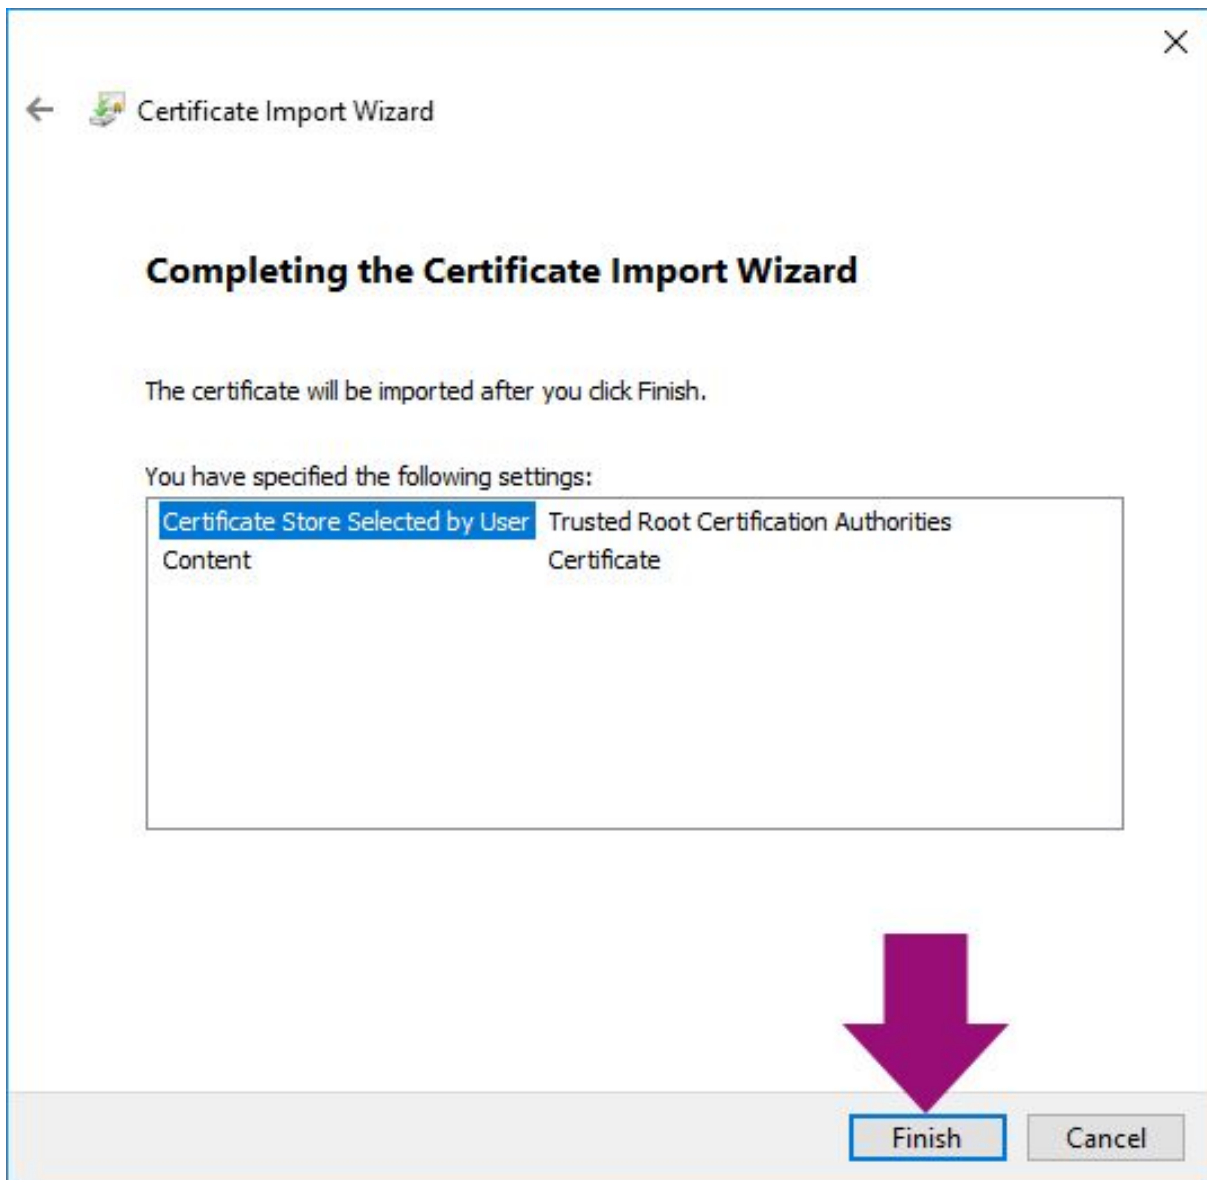 Certificate Import Wizard
Completing the Certificate Import Wizard
The certificate will be imported after you click Finish.
You have specified the following settings:
Certificate Store Selected by User Trusted Root Certification Authorities
Content Certificate
Finish Cancel